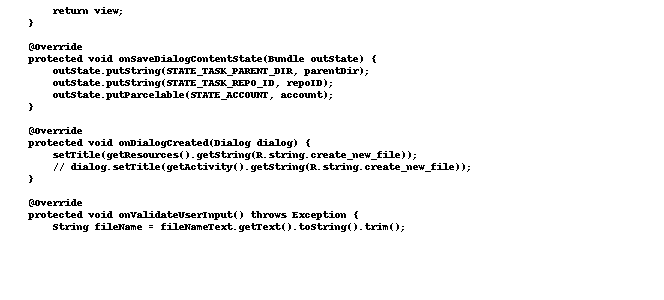 return view;
}
@Override
protected void onSaveDialogContentState(Bundle outState) {
outState.putString(STATE_TASK_PARENT_DIR, parentDir);
outState.putString(STATE_TASK_REPO_ID, repoID);
outState.putParcelable(STATE_ACCOUNT, account);
}
@Override
protected void onDialogCreated(Dialog dialog) {
setTitle(getResources().getString(R.string.create_new_file));
// dialog.setTitle(getActivity().getString(R.string.create_new_file));
}
@Override
protected void onValidateUserInput() throws Exception {
String fileName = fileNameText.getText().toString().trim();